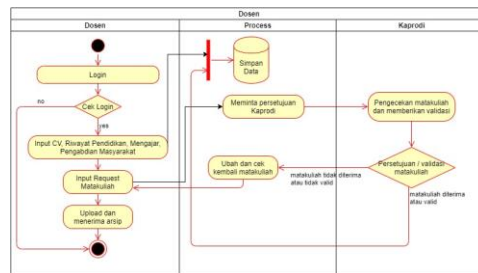 Dosen
Dosen
Process
Kaprodi
Login
Simpan
Data
no
Cek Login
yes
Meminta persetujuan
Kaprodi
Pengecekan matakuliah
dan memberikan validasi
Input CV, Riwayat Pendidikan, Mengajar,
Pengabdian Masyarakat
Input Request
Matakuliah
Ubah dan cek
kembali matakuliah
Persetujuan / validasi
matakuliah
matakuliah tidak diterima
atau tidak valid
matakuliah diterima
atau valid
Upload dan
menerima arsip